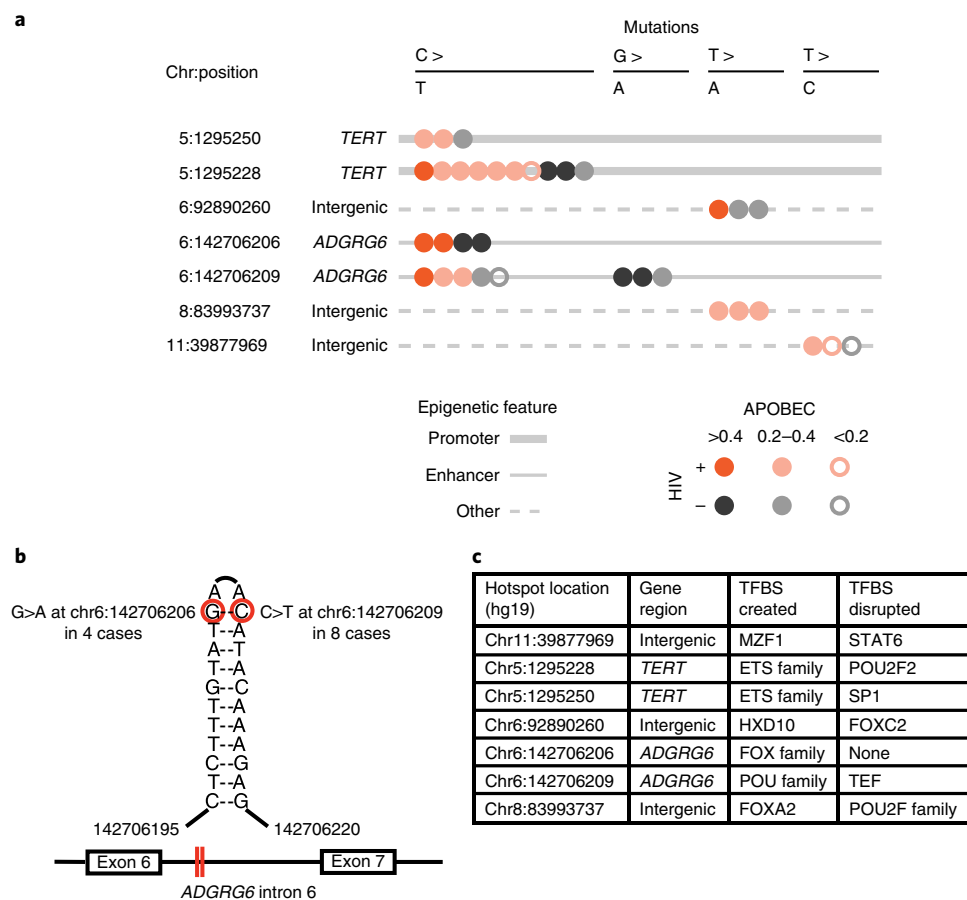 a
Mutations
C > G > T > T >
T A A C
Chr:position
5:1295250 TERT
5:1295228 TERT
6:92890260 Intergenic
6:142706206 ADGRG6
6:142706209 ADGRG6
8:83993737 Intergenic
11:39877969 Intergenic
Epigenetic feature
Promoter
Enhancer
Other
APOBEC
>0.4 0.2–0.4 <0.2
HIV
+
–
b
A A
G>A at chr6:142706206 in 4 cases
G--C
C>T at chr6:142706209 in 8 cases
T--A
A--T
T--A
G--C
T--A
T--A
T--A
C--G
T--A
C--G
142706195 142706220
Exon 6 Exon 7
ADGRG6 intron 6
c
Hotspot location (hg19) Gene region TFBS created TFBS disrupted
Chr11:39877969 Intergenic MZF1 STAT6
Chr5:1295228 TERT ETS family POU2F2
Chr5:1295250 TERT ETS family SP1
Chr6:92890260 Intergenic HXD10 FOXC2
Chr6:142706206 ADGRG6 FOX family None
Chr6:142706209 ADGRG6 POU family TEF
Chr8:83993737 Intergenic FOXA2 POU2F family